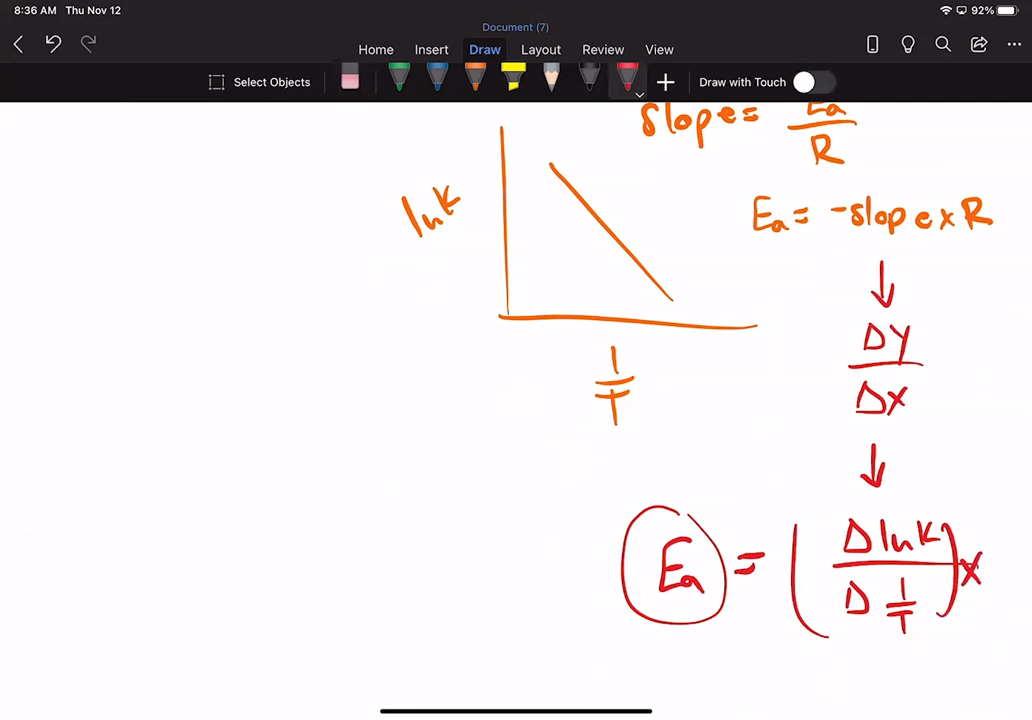 8:36 AM Thu Nov 12
92%
Document (7)
Home Insert Draw Layout Review View
Select Objects
Draw with Touch
slope = Ea/R
ln k
Ea = -slope x R
ΔY/ΔX
1/T
Ea = (Δ ln k/Δ 1/T) x